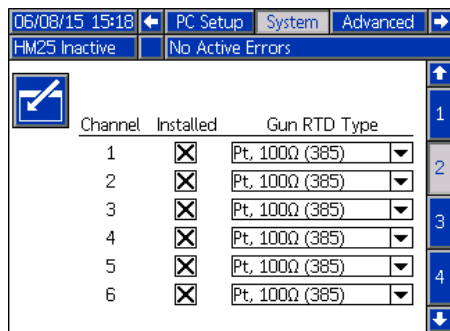 06/08/15 15:18 PC Setup System Advanced
HM25 Inactive No Active Errors
Channel Installed Gun RTD Type
1 Pt, 100Ω (385)
2 Pt, 100Ω (385)
3 Pt, 100Ω (385)
4 Pt, 100Ω (385)
5 Pt, 100Ω (385)
6 Pt, 100Ω (385)
1
2
3
4